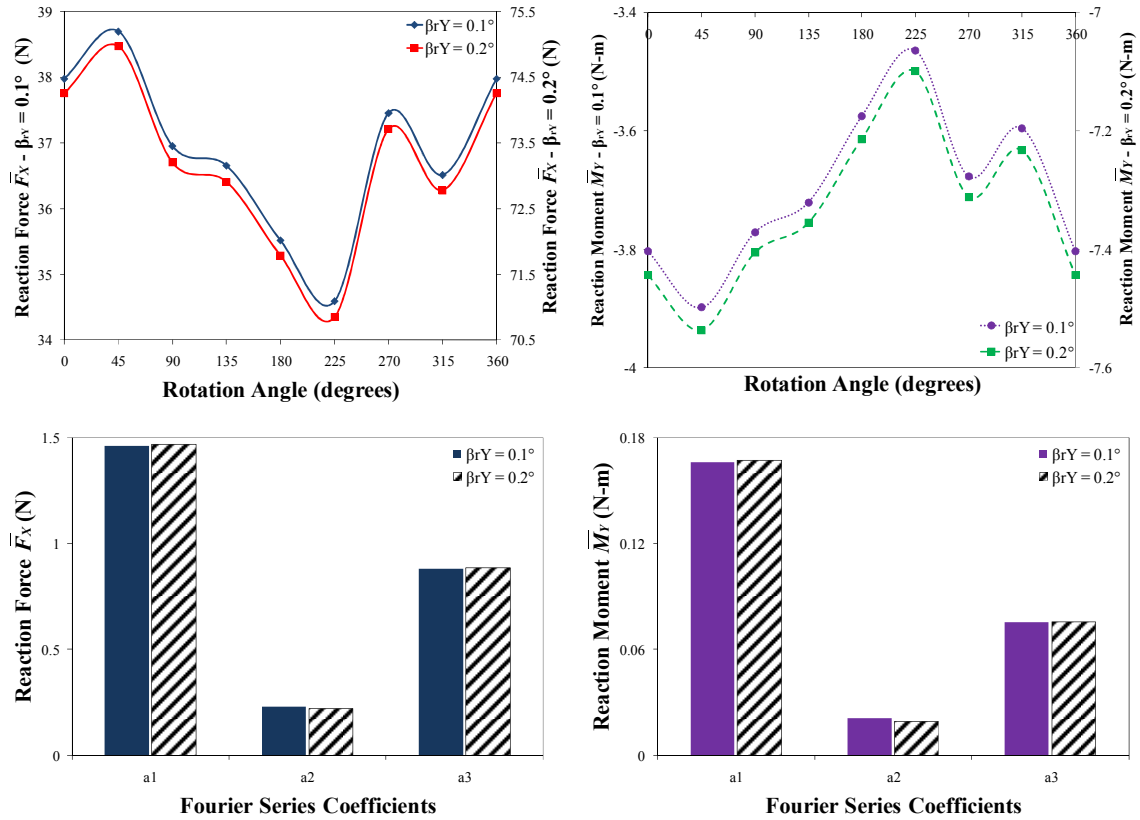 39
38
37
36
35
34
75.5
74.5
73.5
72.5
71.5
70.5
0 45 90 135 180 225 270 315 360
βrY = 0.1°
βrY = 0.2°
Reaction Force F̅X - βrY = 0.1° (N)
Reaction Force F̅X - βrY = 0.2° (N)
Rotation Angle (degrees)
-3.4
-3.6
-3.8
-4
-7
-7.2
-7.4
-7.6
0 45 90 135 180 225 270 315 360
βrY = 0.1°
βrY = 0.2°
Reaction Moment M̅Y - βrY = 0.1° (N-m)
Reaction Moment M̅Y - βrY = 0.2° (N-m)
Rotation Angle (degrees)
1.5
1
0.5
0
βrY = 0.1°
βrY = 0.2°
Reaction Force F̅X (N)
a1 a2 a3
Fourier Series Coefficients
0.18
0.12
0.06
0
βrY = 0.1°
βrY = 0.2°
Reaction Moment M̅Y (N-m)
a1 a2 a3
Fourier Series Coefficients